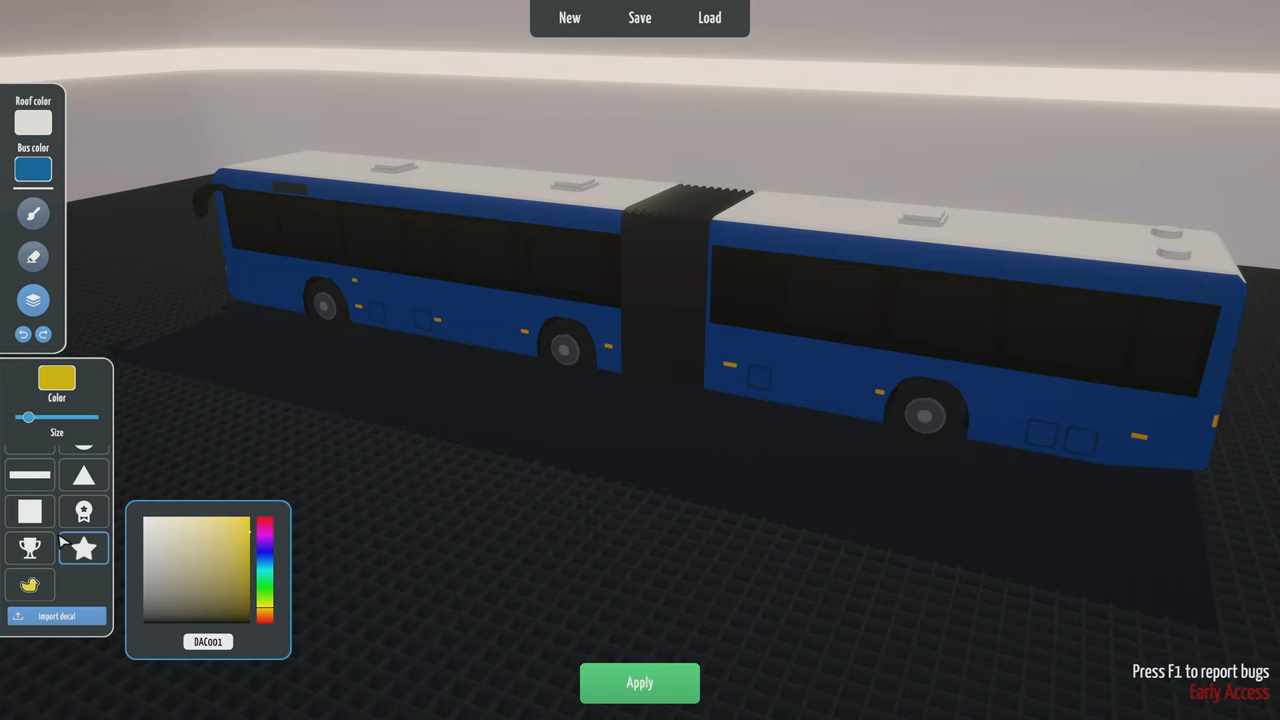 New
Save
Load
Roof color
Bus color
Color
Size
Import decal
DAC001
Apply
Press F1 to report bugs
Early Access